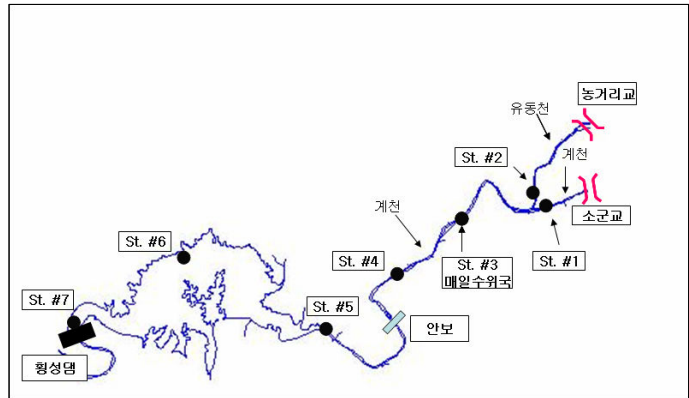 농거리교
유동천
St. #2
계천
소군교
계천
St. #1
St. #6
St. #4
St. #3
매일수위국
St. #7
St. #5
안보
횡성댐